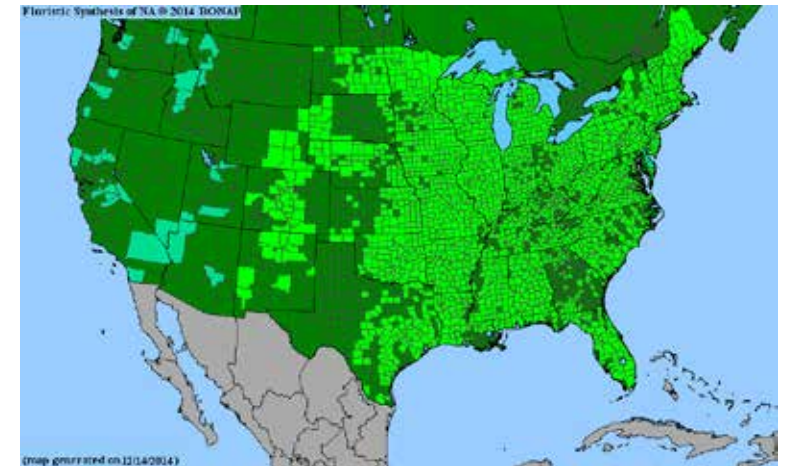 Floristic Synthesis of NA © 2014 BONAP
(map generated on 12/14/2014)